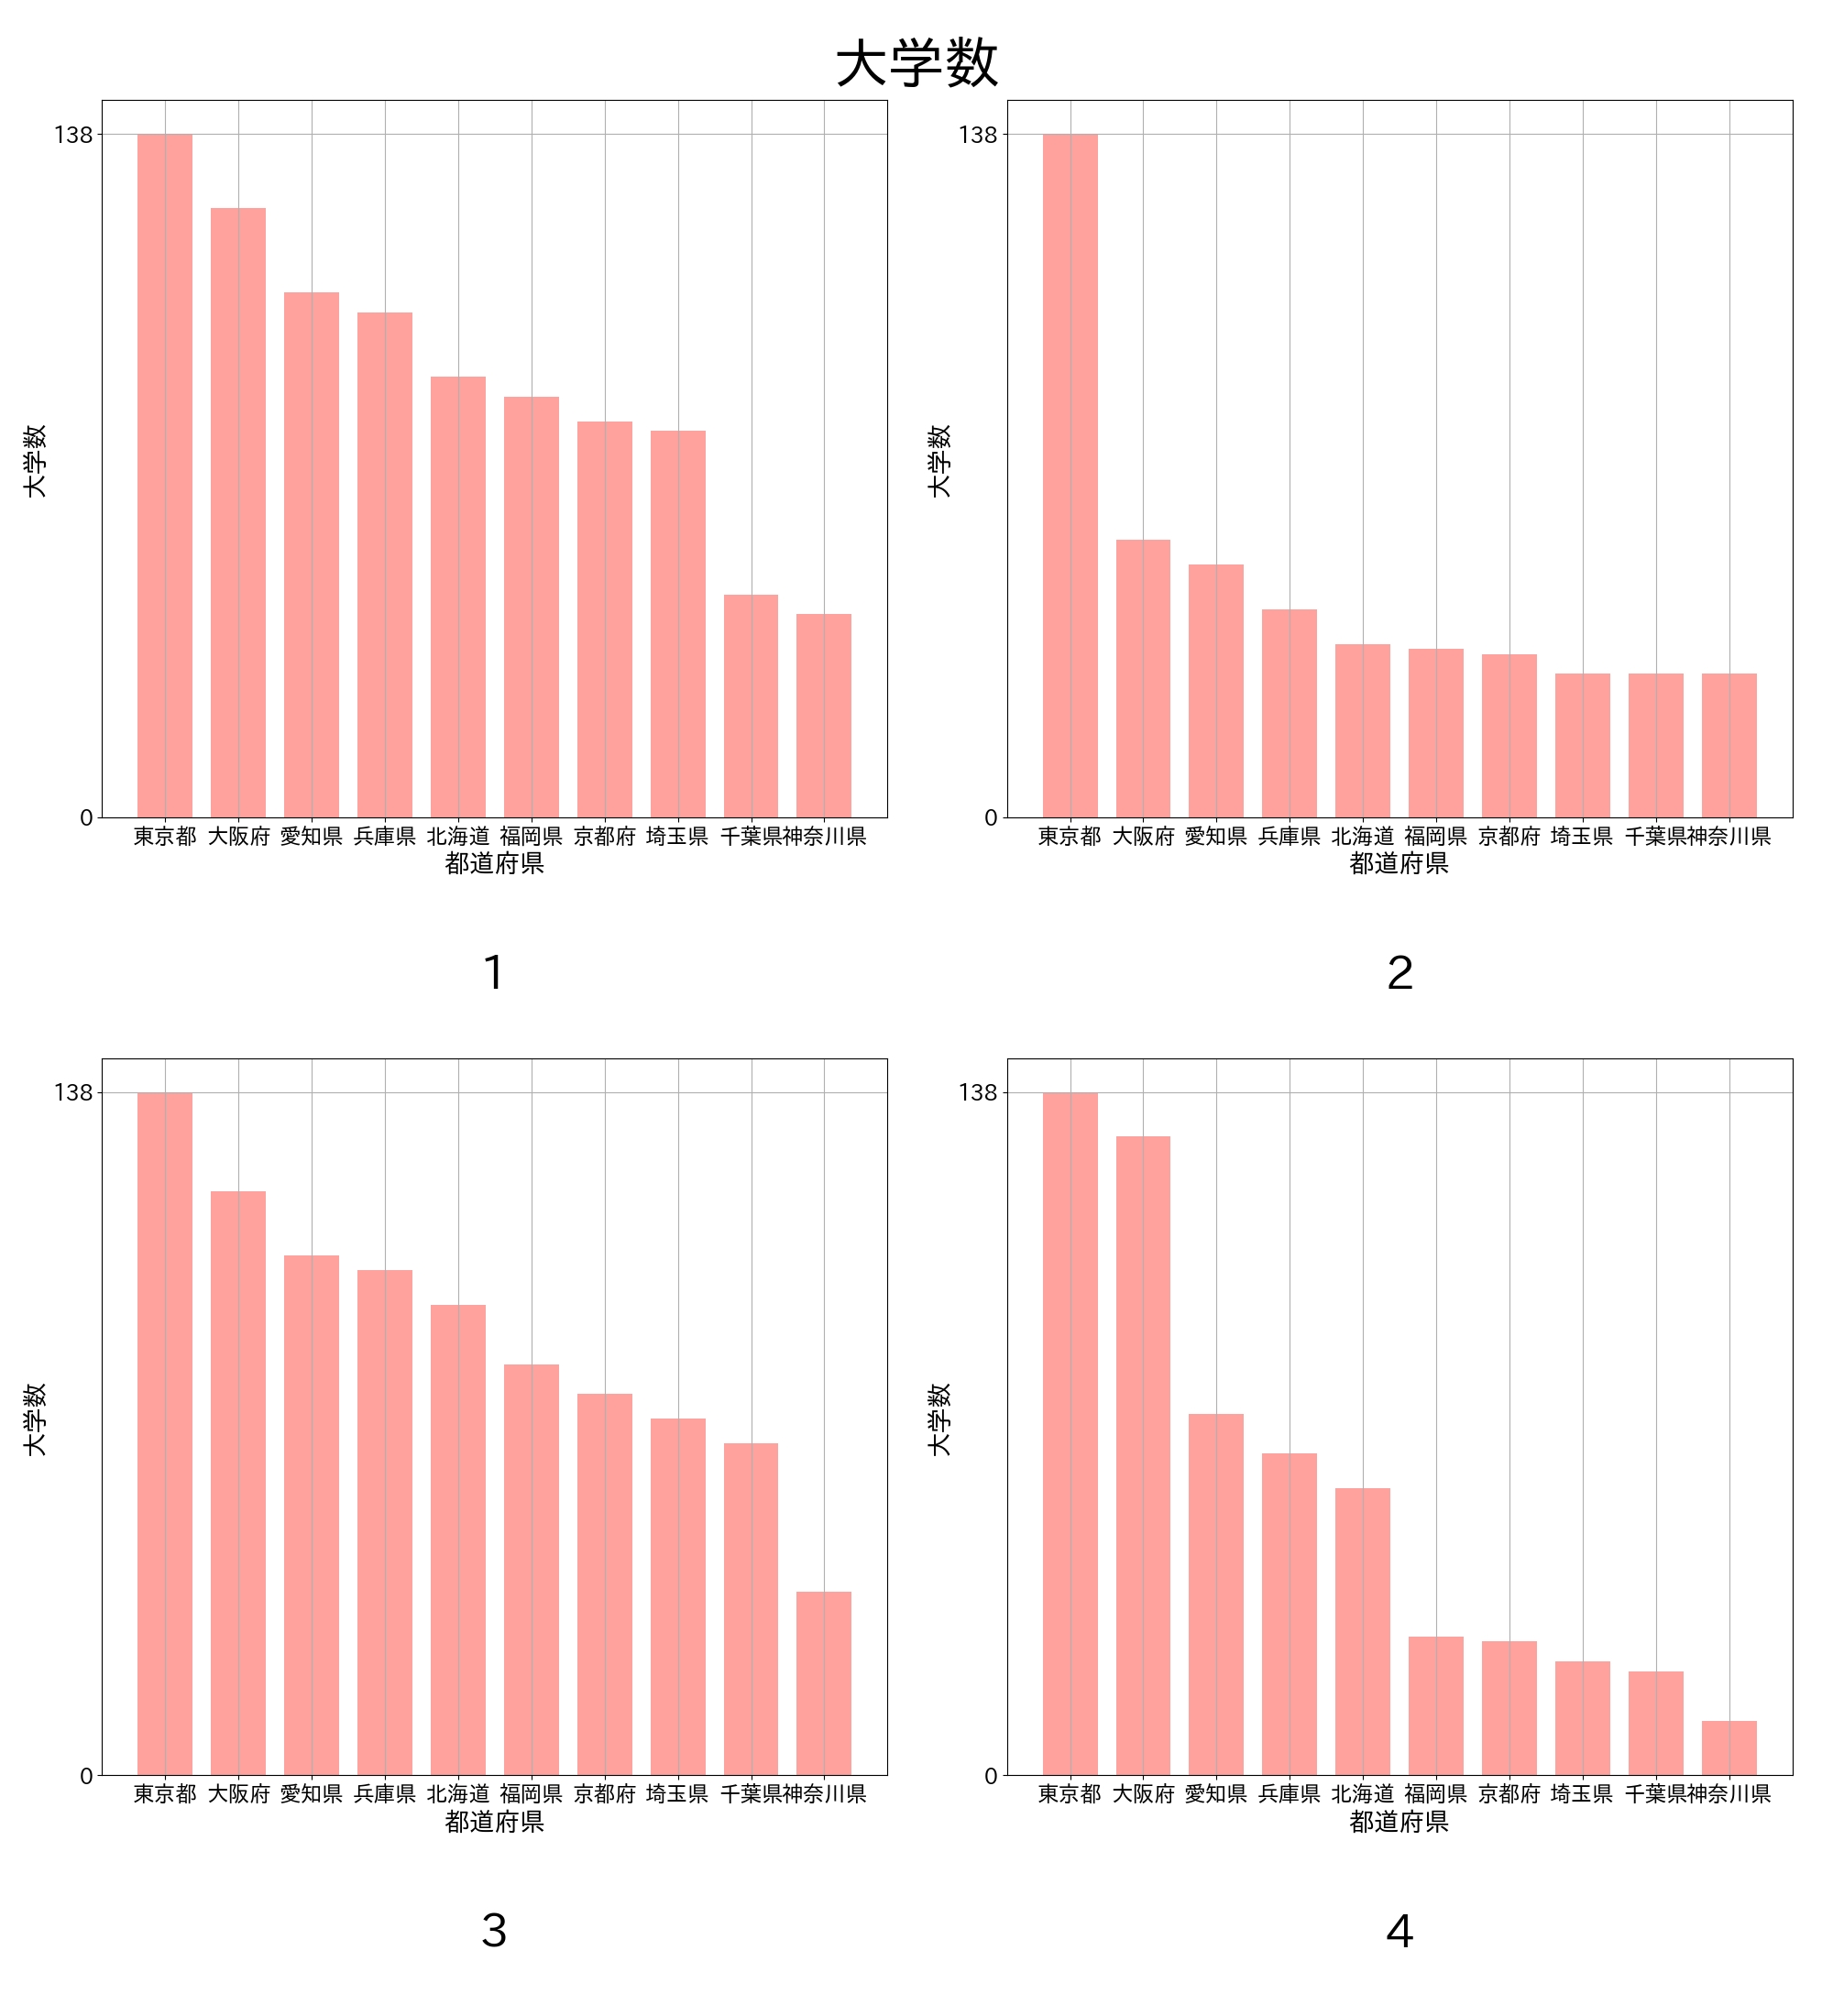 大学数
138
0
大学数
東京都 大阪府 愛知県 兵庫県 北海道 福岡県 京都府 埼玉県 千葉県 神奈川県
都道府県
1
138
0
大学数
東京都 大阪府 愛知県 兵庫県 北海道 福岡県 京都府 埼玉県 千葉県 神奈川県
都道府県
2
138
0
大学数
東京都 大阪府 愛知県 兵庫県 北海道 福岡県 京都府 埼玉県 千葉県 神奈川県
都道府県
3
138
0
大学数
東京都 大阪府 愛知県 兵庫県 北海道 福岡県 京都府 埼玉県 千葉県 神奈川県
都道府県
4